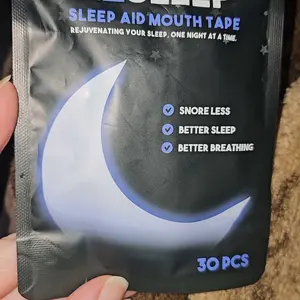 SLEEP AID MOUTH TAPE
REJUVENATING YOUR SLEEP, ONE NIGHT AT A TIME.
SNORE LESS
BETTER SLEEP
BETTER BREATHING
30 PCS